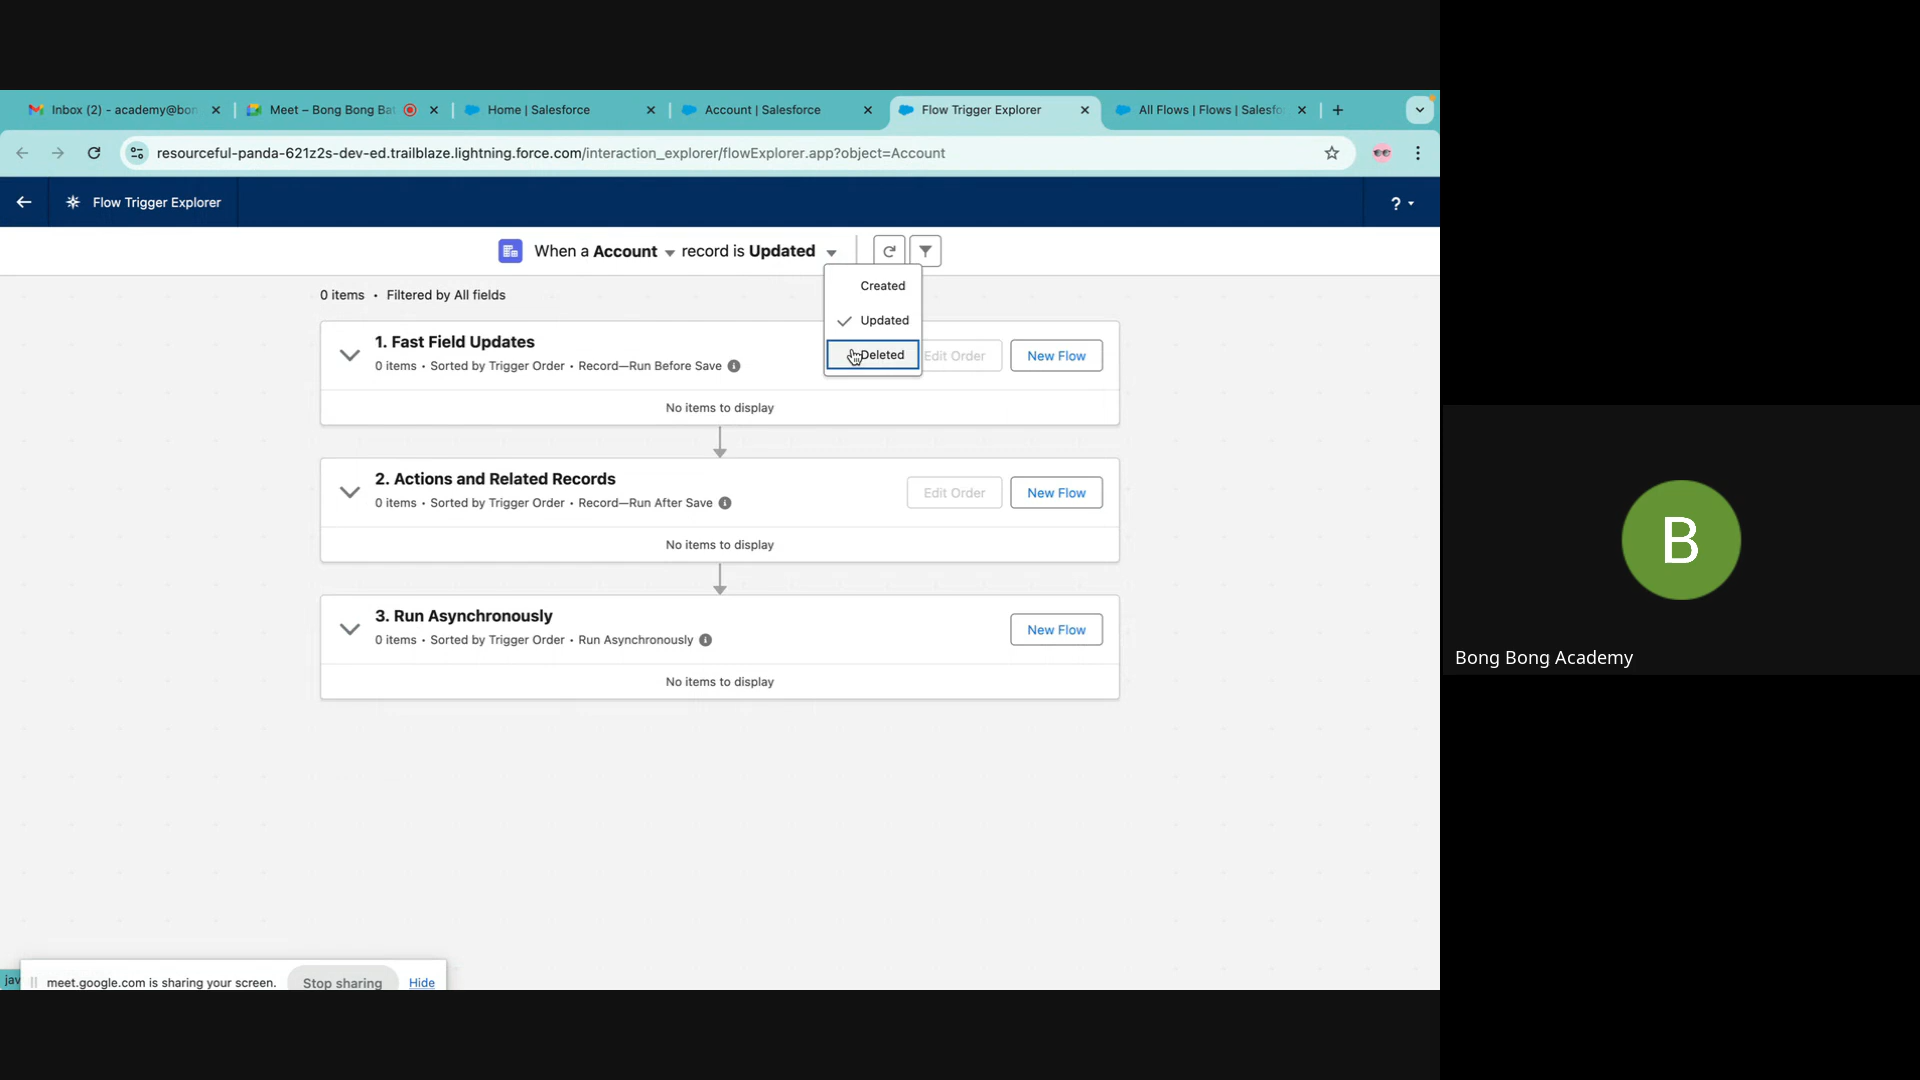 Inbox (2) - academy@bon
Meet – Bong Bong Bat
Home | Salesforce
Account | Salesforce
Flow Trigger Explorer
All Flows | Flows | Salesfo
resourceful-panda-621z2s-dev-ed.trailblaze.lightning.force.com/interaction_explorer/flowExplorer.app?object=Account
Flow Trigger Explorer
?
When a Account record is Updated
Created
Updated
Deleted
0 items • Filtered by All fields
1. Fast Field Updates
0 items • Sorted by Trigger Order • Record—Run Before Save
Edit Order
New Flow
No items to display
2. Actions and Related Records
0 items • Sorted by Trigger Order • Record—Run After Save
Edit Order
New Flow
No items to display
3. Run Asynchronously
0 items • Sorted by Trigger Order • Run Asynchronously
New Flow
No items to display
B
Bong Bong Academy
jav
meet.google.com is sharing your screen.
Stop sharing
Hide